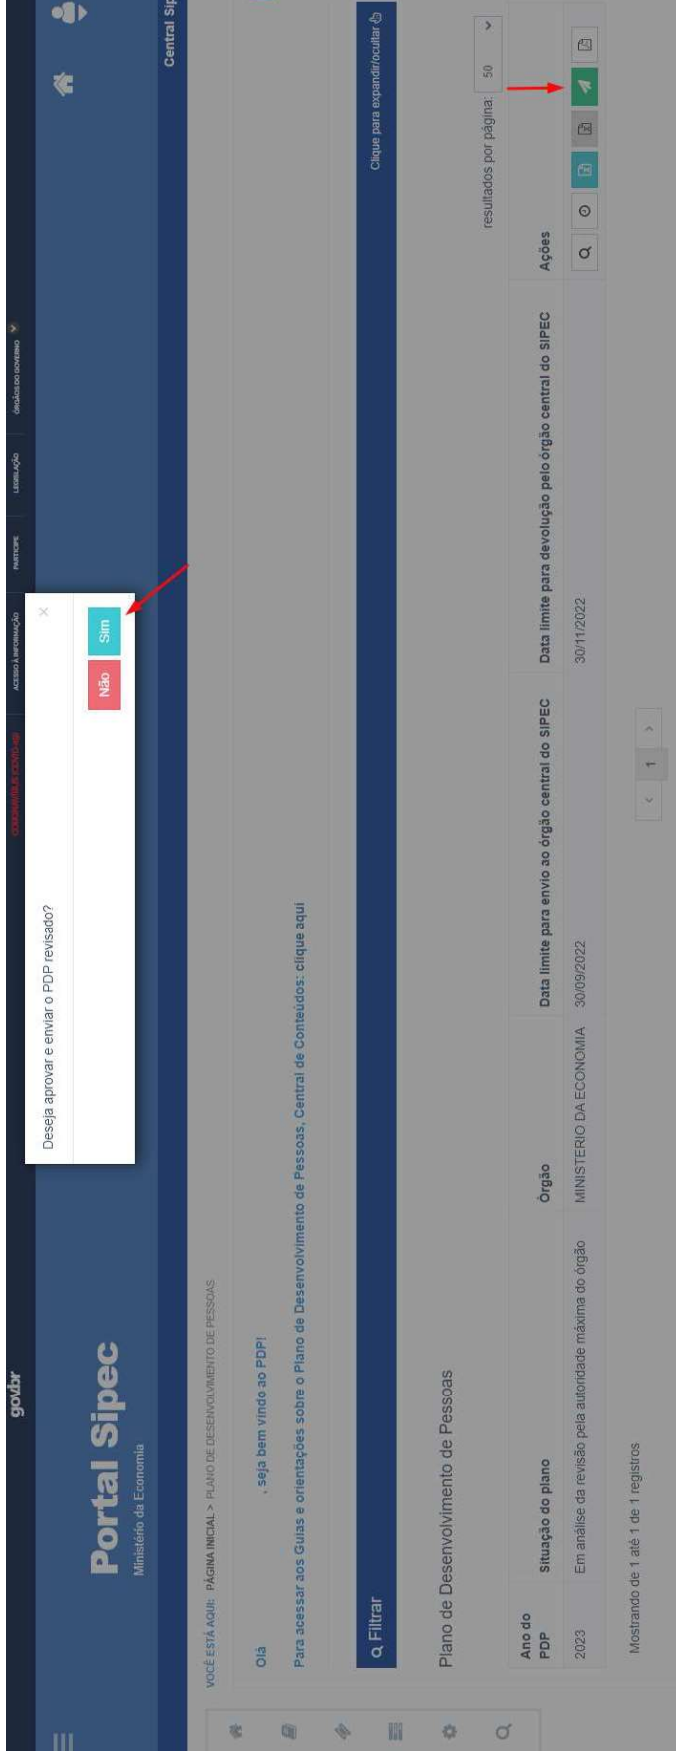 gov.br
CORONAVÍRUS (COVID-19)
ACESSO À INFORMAÇÃO
PARTICIPE
LEGISLAÇÃO
ÓRGÃOS DO GOVERNO
Deseja aprovar e enviar o PDP revisado?
×
Não
Sim
Portal Sipec
Ministério da Economia
Central Sip
VOCÊ ESTÁ AQUI: PÁGINA INICIAL > PLANO DE DESENVOLVIMENTO DE PESSOAS
Olá , seja bem vindo ao PDP!
Para acessar aos Guias e orientações sobre o Plano de Desenvolvimento de Pessoas, Central de Conteúdos: clique aqui
Filtrar
Clique para expandir/ocultar
Plano de Desenvolvimento de Pessoas
resultados por página: 50
Ano do PDP
Situação do plano
Órgão
Data limite para envio ao órgão central do SIPEC
Data limite para devolução pelo órgão central do SIPEC
Ações
2023
Em análise da revisão pela autoridade máxima do órgão
MINISTERIO DA ECONOMIA
30/09/2022
30/11/2022
Mostrando de 1 até 1 de 1 registros
< 1 >